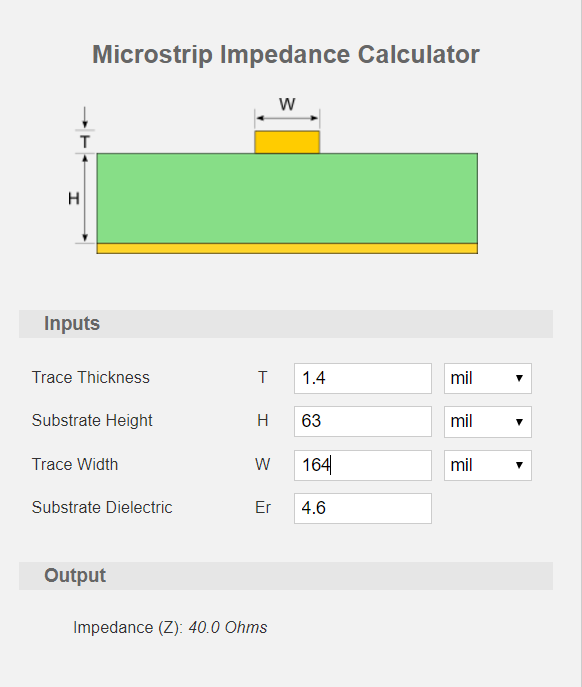 Microstrip Impedance Calculator
W
T
H
Inputs
Trace Thickness T 1.4 mil
Substrate Height H 63 mil
Trace Width W 164 mil
Substrate Dielectric Er 4.6
Output
Impedance (Z): 40.0 Ohms